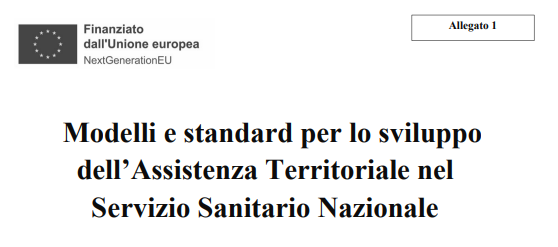 Finanziato
dall'Unione europea
NextGenerationEU
Allegato 1
Modelli e standard per lo sviluppo
dell'Assistenza Territoriale nel
Servizio Sanitario Nazionale